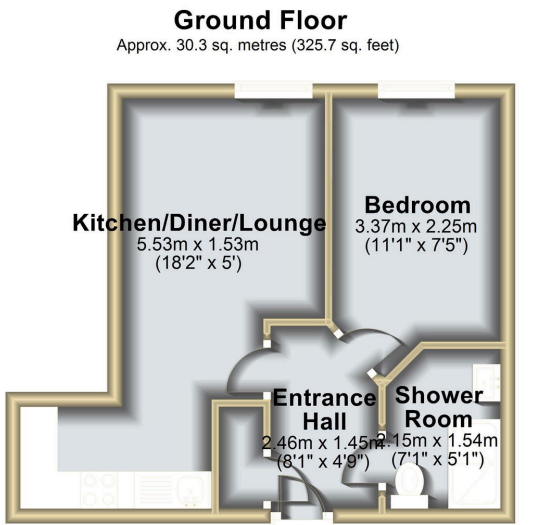 Ground Floor
Approx. 30.3 sq. metres (325.7 sq. feet)
Kitchen/Diner/Lounge
5.53m x 1.53m
(18'2" x 5')
Bedroom
3.37m x 2.25m
(11'1" x 7'5")
Entrance
Hall
2.46m x 1.45m
(8'1" x 4'9")
Shower
Room
2.15m x 1.54m
(7'1" x 5'1")